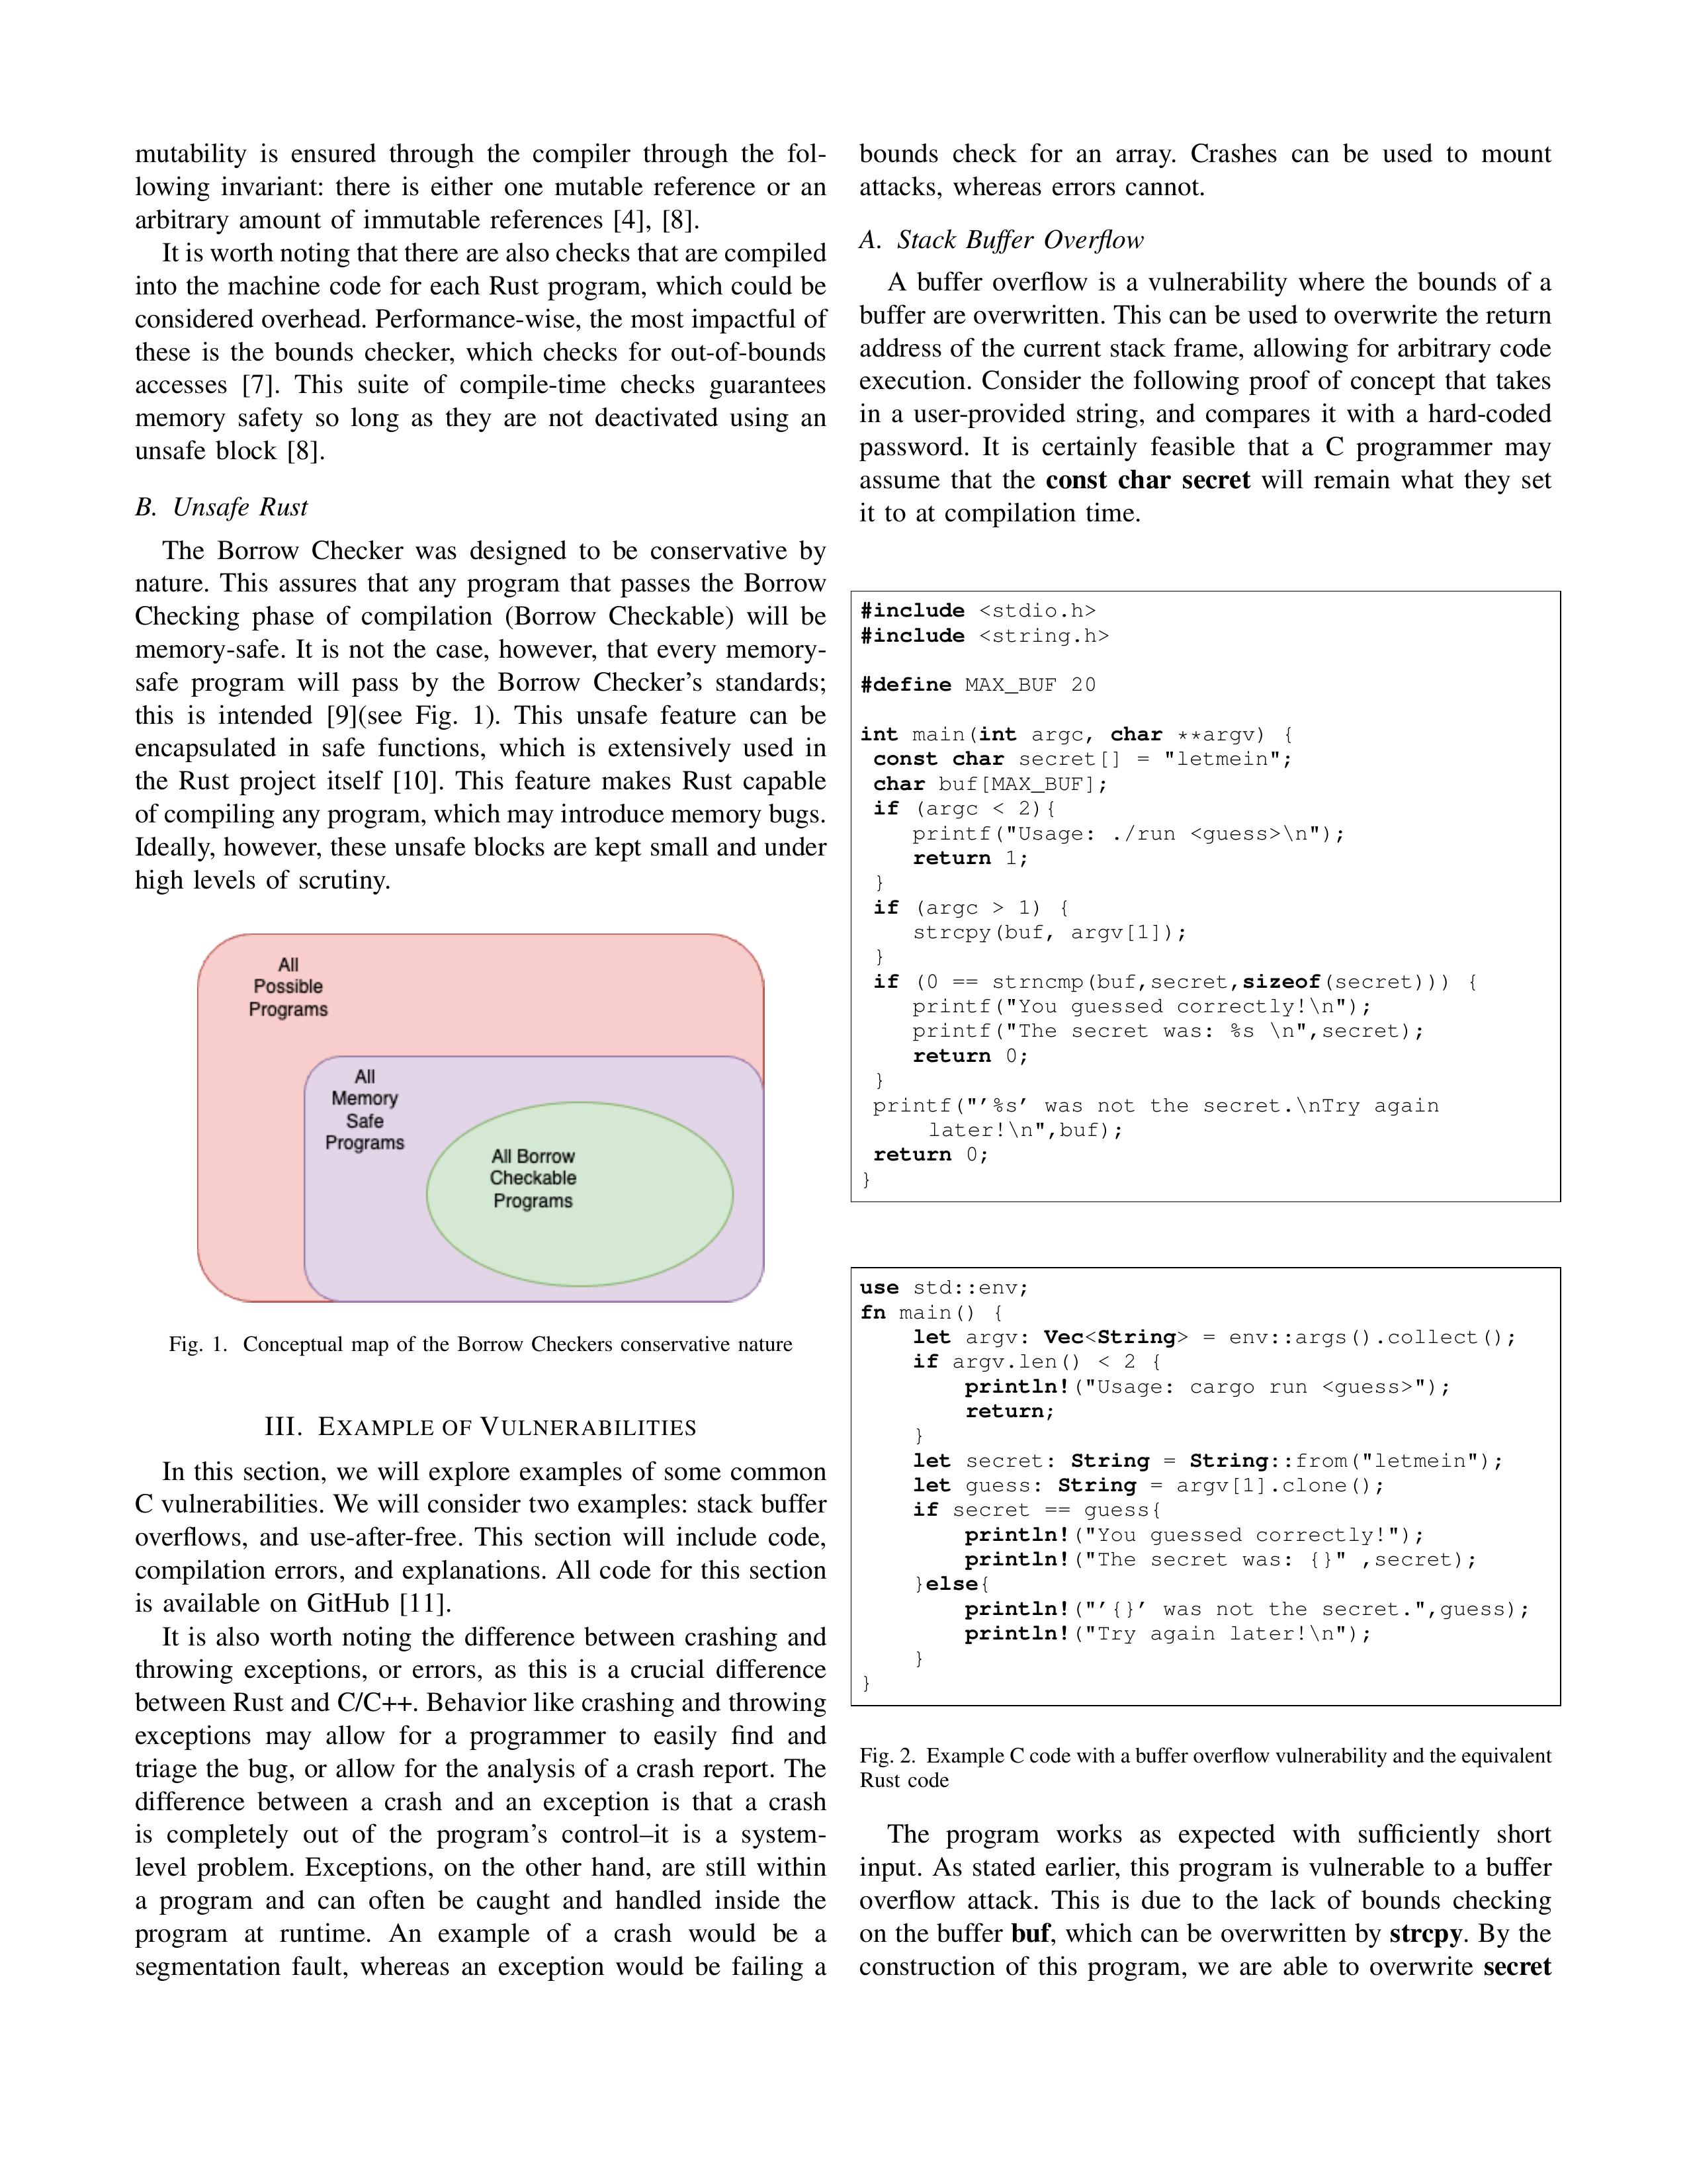 mutability is ensured through the compiler through the fol-
lowing invariant: there is either one mutable reference or an
arbitrary amount of immutable references [4], [8].
It is worth noting that there are also checks that are compiled
into the machine code for each Rust program, which could be
considered overhead. Performance-wise, the most impactful of
these is the bounds checker, which checks for out-of-bounds
accesses [7]. This suite of compile-time checks guarantees
memory safety so long as they are not deactivated using an
unsafe block [8].
B. Unsafe Rust
The Borrow Checker was designed to be conservative by
nature. This assures that any program that passes the Borrow
Checking phase of compilation (Borrow Checkable) will be
memory-safe. It is not the case, however, that every memory-
safe program will pass by the Borrow Checker's standards;
this is intended [9](see Fig. 1). This unsafe feature can be
encapsulated in safe functions, which is extensively used in
the Rust project itself [10]. This feature makes Rust capable
of compiling any program, which may introduce memory bugs.
Ideally, however, these unsafe blocks are kept small and under
high levels of scrutiny.
All
Possible
Programs
All
Memory
Safe
Programs
All Borrow
Checkable
Programs
Fig. 1. Conceptual map of the Borrow Checkers conservative nature
III. EXAMPLE OF VULNERABILITIES
In this section, we will explore examples of some common
C vulnerabilities. We will consider two examples: stack buffer
overflows, and use-after-free. This section will include code,
compilation errors, and explanations. All code for this section
is available on GitHub [11].
It is also worth noting the difference between crashing and
throwing exceptions, or errors, as this is a crucial difference
between Rust and C/C++. Behavior like crashing and throwing
exceptions may allow for a programmer to easily find and
triage the bug, or allow for the analysis of a crash report. The
difference between a crash and an exception is that a crash
is completely out of the program's control–it is a system-
level problem. Exceptions, on the other hand, are still within
a program and can often be caught and handled inside the
program at runtime. An example of a crash would be a
segmentation fault, whereas an exception would be failing a
bounds check for an array. Crashes can be used to mount
attacks, whereas errors cannot.
A. Stack Buffer Overflow
A buffer overflow is a vulnerability where the bounds of a
buffer are overwritten. This can be used to overwrite the return
address of the current stack frame, allowing for arbitrary code
execution. Consider the following proof of concept that takes
in a user-provided string, and compares it with a hard-coded
password. It is certainly feasible that a C programmer may
assume that the const char secret will remain what they set
it to at compilation time.
#include <stdio.h>
#include <string.h>
#define MAX_BUF 20
int main(int argc, char **argv) {
const char secret[] = "letmein";
char buf[MAX_BUF];
if (argc < 2){
printf("Usage: ./run <guess>\n");
return 1;
}
if (argc > 1) {
strcpy(buf, argv[1]);
}
if (0 == strncmp(buf,secret,sizeof(secret))) {
printf("You guessed correctly!\n");
printf("The secret was: %s \n",secret);
return 0;
}
printf("’%s’ was not the secret.\nTry again
later!\n",buf);
return 0;
}
use std::env;
fn main() {
let argv: Vec<String> = env::args().collect();
if argv.len() < 2 {
println!("Usage: cargo run <guess>");
return;
}
let secret: String = String::from("letmein");
let guess: String = argv[1].clone();
if secret == guess{
println!("You guessed correctly!");
println!("The secret was: {}" ,secret);
}else{
println!("’{}’ was not the secret.",guess);
println!("Try again later!\n");
}
}
Fig. 2. Example C code with a buffer overflow vulnerability and the equivalent
Rust code
The program works as expected with sufficiently short
input. As stated earlier, this program is vulnerable to a buffer
overflow attack. This is due to the lack of bounds checking
on the buffer buf, which can be overwritten by strcpy. By the
construction of this program, we are able to overwrite secret